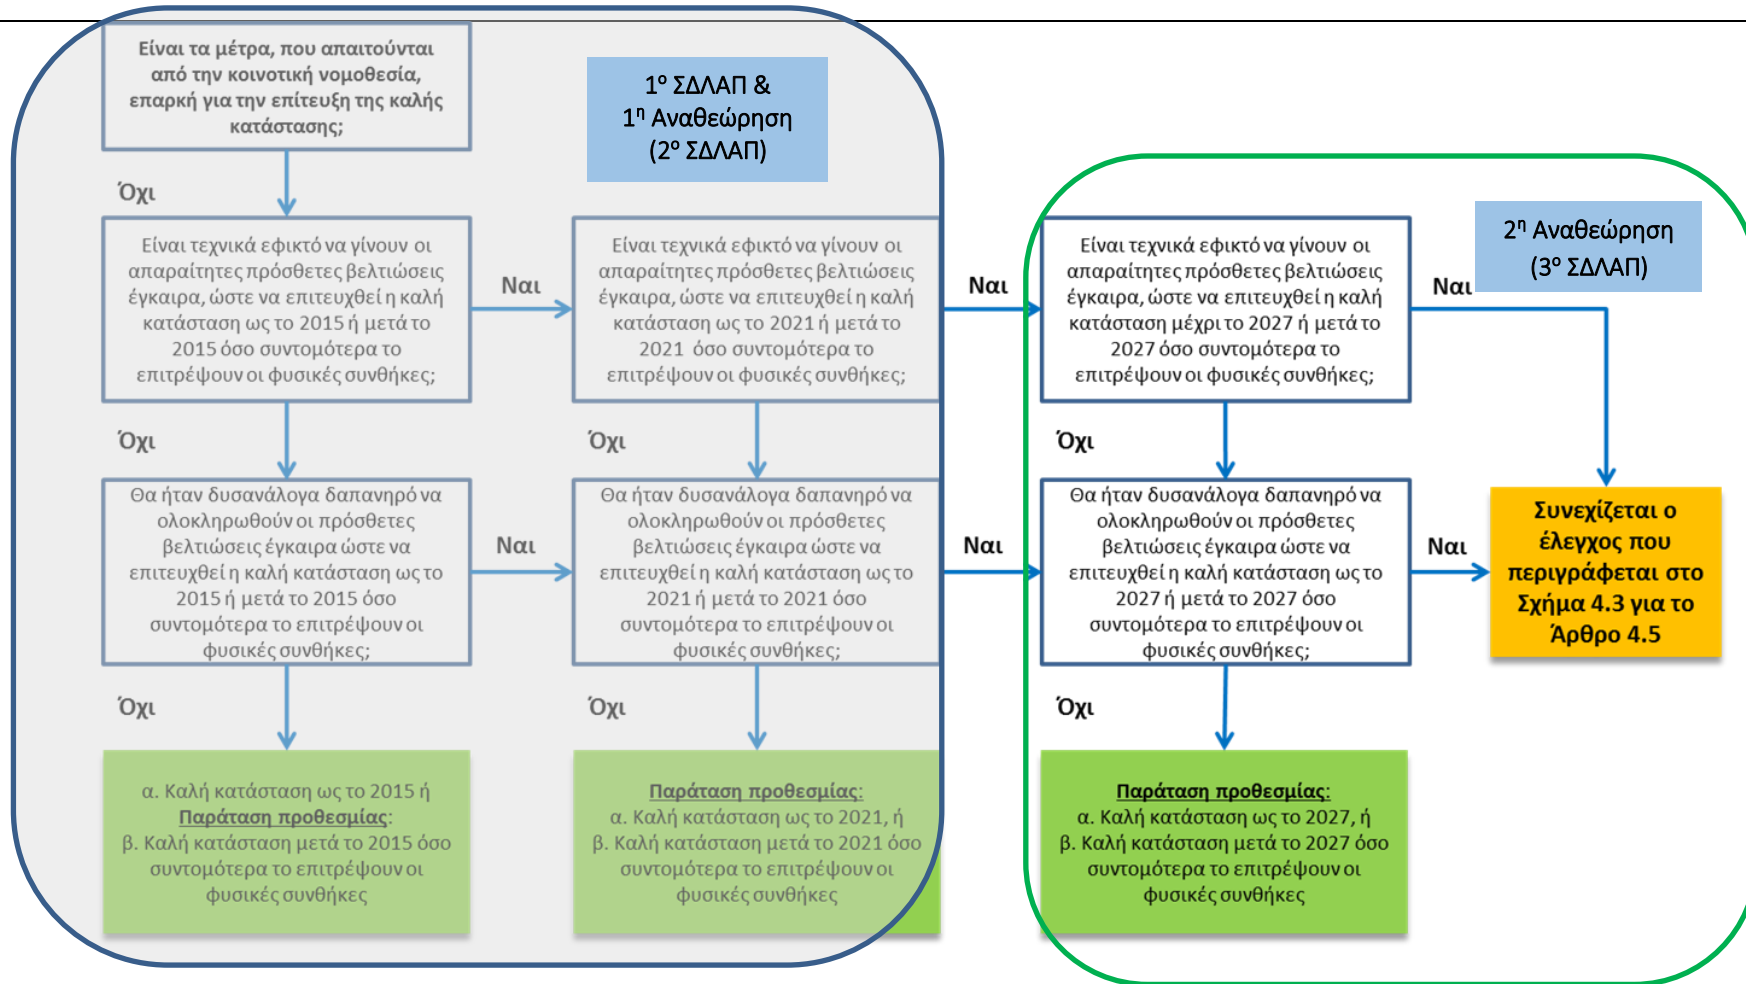 Είναι τα μέτρα, που απαιτούνται
από την κοινοτική νομοθεσία,
επαρκή για την επίτευξη της καλής
κατάστασης;
1ο ΣΔΛΑΠ &
1η Αναθεώρηση
(2ο ΣΔΛΑΠ)
Όχι
Είναι τεχνικά εφικτό να γίνουν οι
απαραίτητες πρόσθετες βελτιώσεις
έγκαιρα, ώστε να επιτευχθεί η καλή
κατάσταση ως το 2015 ή μετά το
2015 όσο συντομότερα το
επιτρέψουν οι φυσικές συνθήκες;
Ναι
Είναι τεχνικά εφικτό να γίνουν οι
απαραίτητες πρόσθετες βελτιώσεις
έγκαιρα, ώστε να επιτευχθεί η καλή
κατάσταση ως το 2021 ή μετά το
2021 όσο συντομότερα το
επιτρέψουν οι φυσικές συνθήκες;
Ναι
Είναι τεχνικά εφικτό να γίνουν οι
απαραίτητες πρόσθετες βελτιώσεις
έγκαιρα, ώστε να επιτευχθεί η καλή
κατάσταση μέχρι το 2027 ή μετά το
2027 όσο συντομότερα το
επιτρέψουν οι φυσικές συνθήκες;
Ναι
2η Αναθεώρηση
(3ο ΣΔΛΑΠ)
Όχι
Όχι
Όχι
Θα ήταν δυσανάλογα δαπανηρό να
ολοκληρωθούν οι πρόσθετες
βελτιώσεις έγκαιρα ώστε να
επιτευχθεί η καλή κατάσταση ως το
2015 ή μετά το 2015 όσο
συντομότερα το επιτρέψουν οι
φυσικές συνθήκες;
Ναι
Θα ήταν δυσανάλογα δαπανηρό να
ολοκληρωθούν οι πρόσθετες
βελτιώσεις έγκαιρα ώστε να
επιτευχθεί η καλή κατάσταση ως το
2021 ή μετά το 2021 όσο
συντομότερα το επιτρέψουν οι
φυσικές συνθήκες;
Ναι
Θα ήταν δυσανάλογα δαπανηρό να
ολοκληρωθούν οι πρόσθετες
βελτιώσεις έγκαιρα ώστε να
επιτευχθεί η καλή κατάσταση ως το
2027 ή μετά το 2027 όσο
συντομότερα το επιτρέψουν οι
φυσικές συνθήκες;
Ναι
Συνεχίζεται ο
έλεγχος που
περιγράφεται στο
Σχήμα 4.3 για το
Άρθρο 4.5
Όχι
Όχι
Όχι
α. Καλή κατάσταση ως το 2015 ή
Παράταση προθεσμίας:
β. Καλή κατάσταση μετά το 2015 όσο
συντομότερα το επιτρέψουν οι
φυσικές συνθήκες
Παράταση προθεσμίας:
α. Καλή κατάσταση ως το 2021, ή
β. Καλή κατάσταση μετά το 2021 όσο
συντομότερα το επιτρέψουν οι
φυσικές συνθήκες
Παράταση προθεσμίας:
α. Καλή κατάσταση ως το 2027, ή
β. Καλή κατάσταση μετά το 2027 όσο
συντομότερα το επιτρέψουν οι
φυσικές συνθήκες